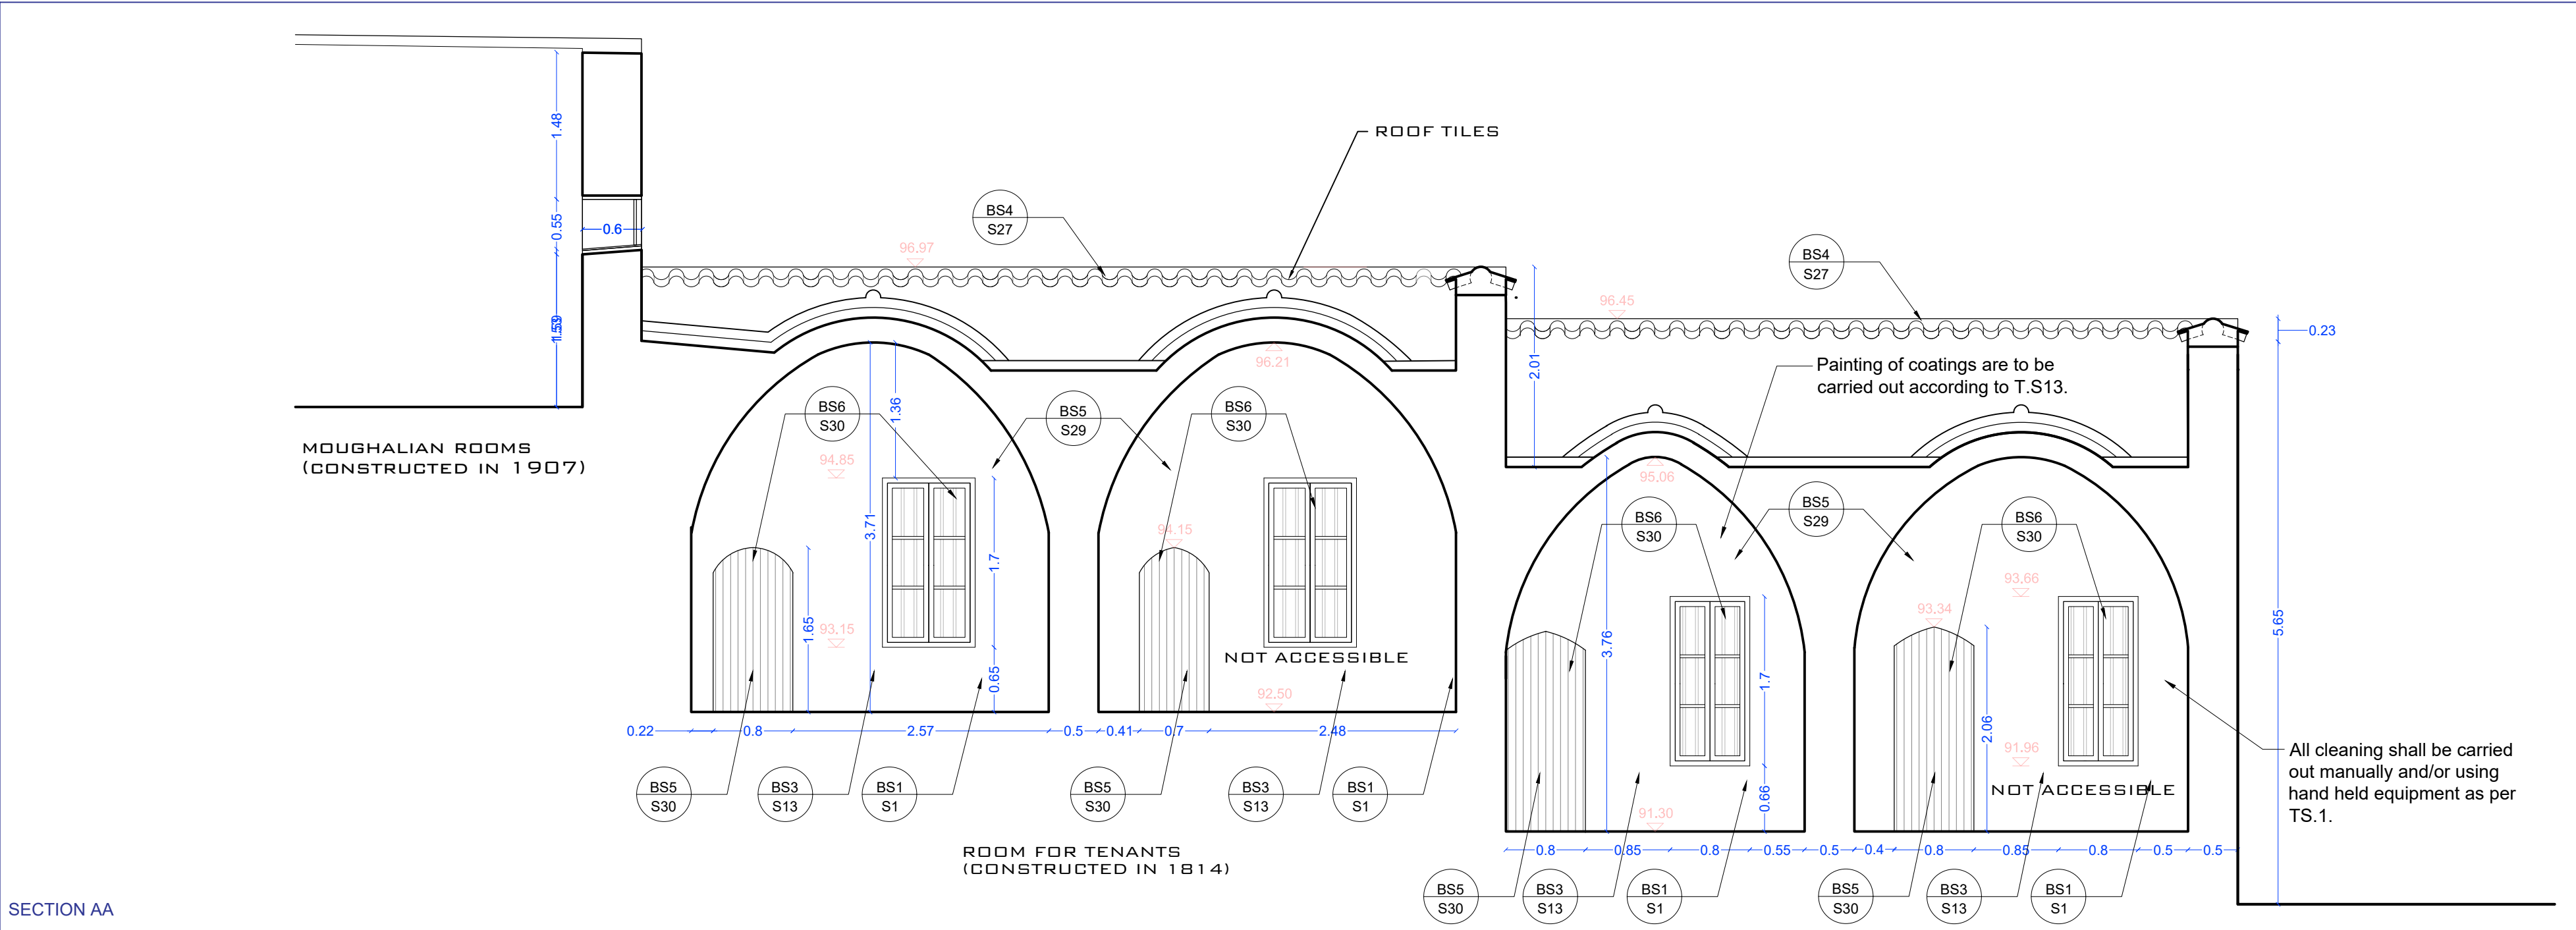 1.48
0.55
0.6
MOUGHALIAN ROOMS
(CONSTRUCTED IN 1907)
ROOF TILES
BS4
S27
96.97
BS4
S27
96.45
0.23
2.01
5.65
Painting of coatings are to be
carried out according to T.S13.
96.21
95.06
BS6
S30
1.36
BS5
S29
BS6
S30
94.85
3.71
1.7
94.15
1.65
93.15
0.65
NOT ACCESSIBLE
92.50
BS6
S30
BS5
S29
BS6
S30
93.66
93.34
3.76
1.7
2.06
91.96
0.66
91.30
NOT ACCESSIBLE
All cleaning shall be carried
out manually and/or using
hand held equipment as per
TS.1.
0.22 0.8 2.57 0.5 0.41 0.7 2.48
BS5
S30
BS3
S13
BS1
S1
BS5
S30
BS3
S13
BS1
S1
ROOM FOR TENANTS
(CONSTRUCTED IN 1814)
0.8 0.85 0.8 0.55 0.5 0.4 0.8 0.85 0.8 0.5 0.5
BS5
S30
BS3
S13
BS1
S1
BS5
S30
BS3
S13
BS1
S1
SECTION AA